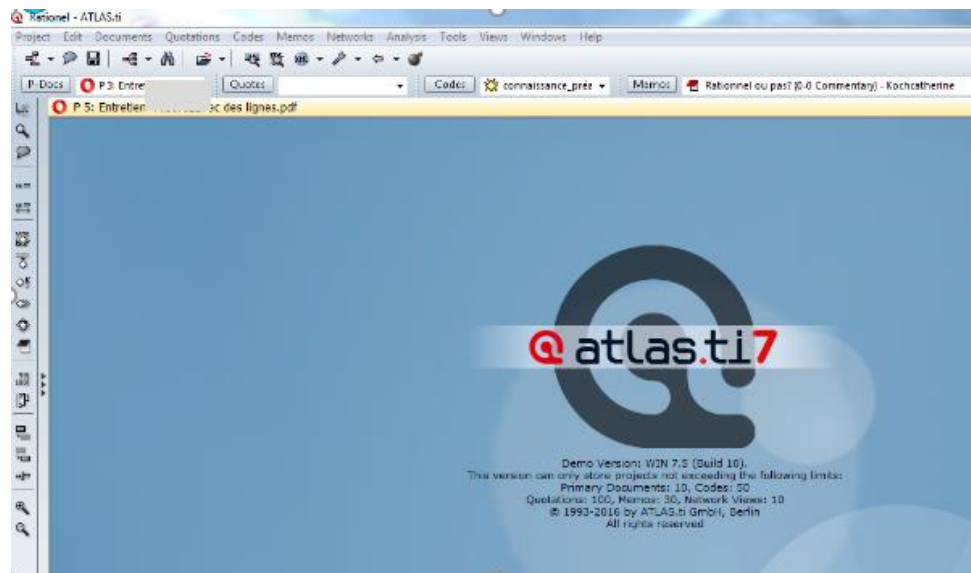 Rationel - ATLAS.ti
Project Edit Documents Quotations Codes Memos Networks Analysis Tools Views Windows Help
P-Docs P 3: Entre Quotes Codes connaissance_prée Memos Rationnel ou pas? {0-0 Commentary} - Kochcatherine
P 5: Entretien ec des lignes.pdf
@ atlas.ti7
Demo Version: WIN 7.5 (Build 10).
This version can only store projects not exceeding the following limits:
Primary Documents: 10, Codes: 50
Quotations: 100, Memos: 30, Network Views: 10
© 1993-2016 by ATLAS.ti GmbH, Berlin
All rights reserved